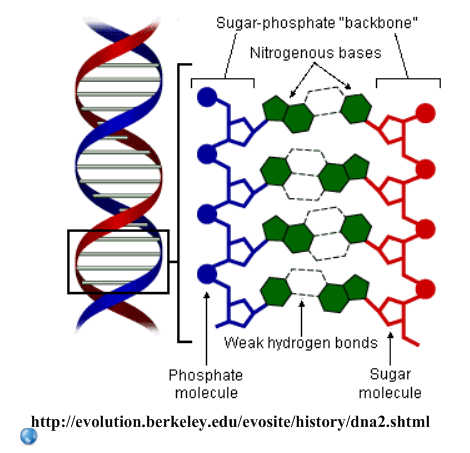 Sugar-phosphate "backbone"
Nitrogenous bases
Weak hydrogen bonds
Phosphate
molecule
Sugar
molecule
http://evolution.berkeley.edu/evosite/history/dna2.shtml